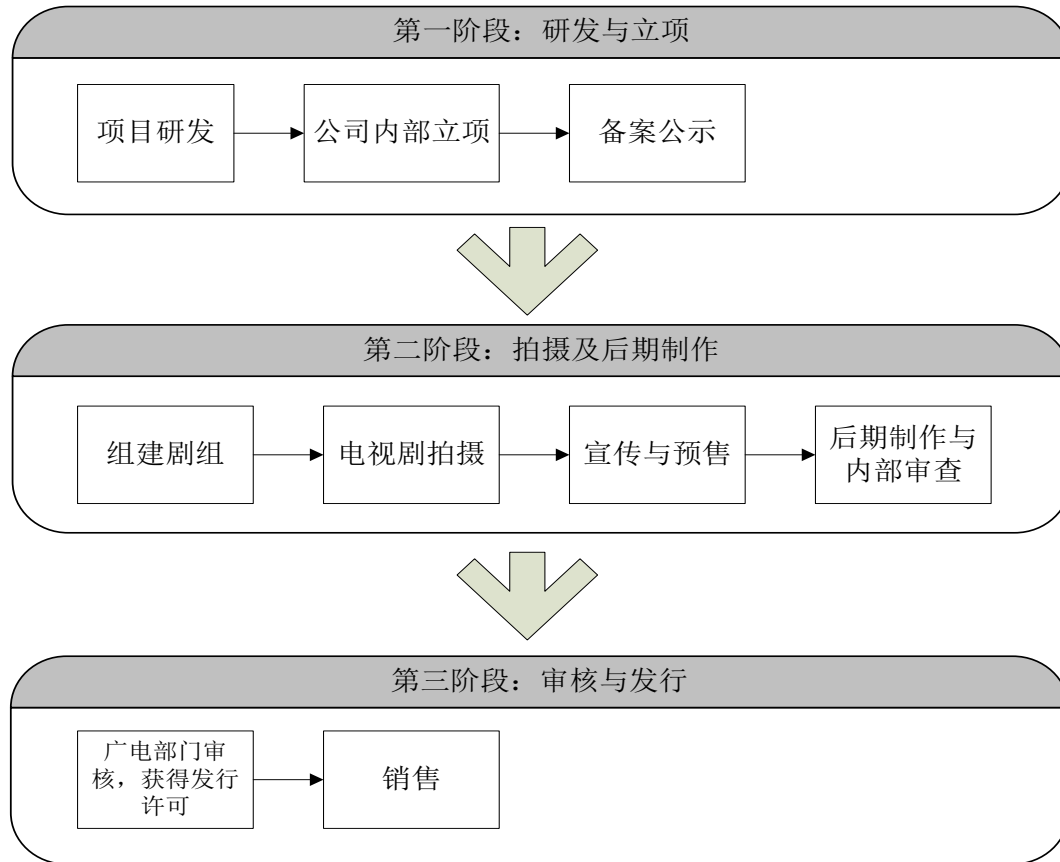 第一阶段：研发与立项
项目研发
公司内部立项
备案公示
第二阶段：拍摄及后期制作
组建剧组
电视剧拍摄
宣传与预售
后期制作与
内部审查
第三阶段：审核与发行
广电部门审
核，获得发行
许可
销售